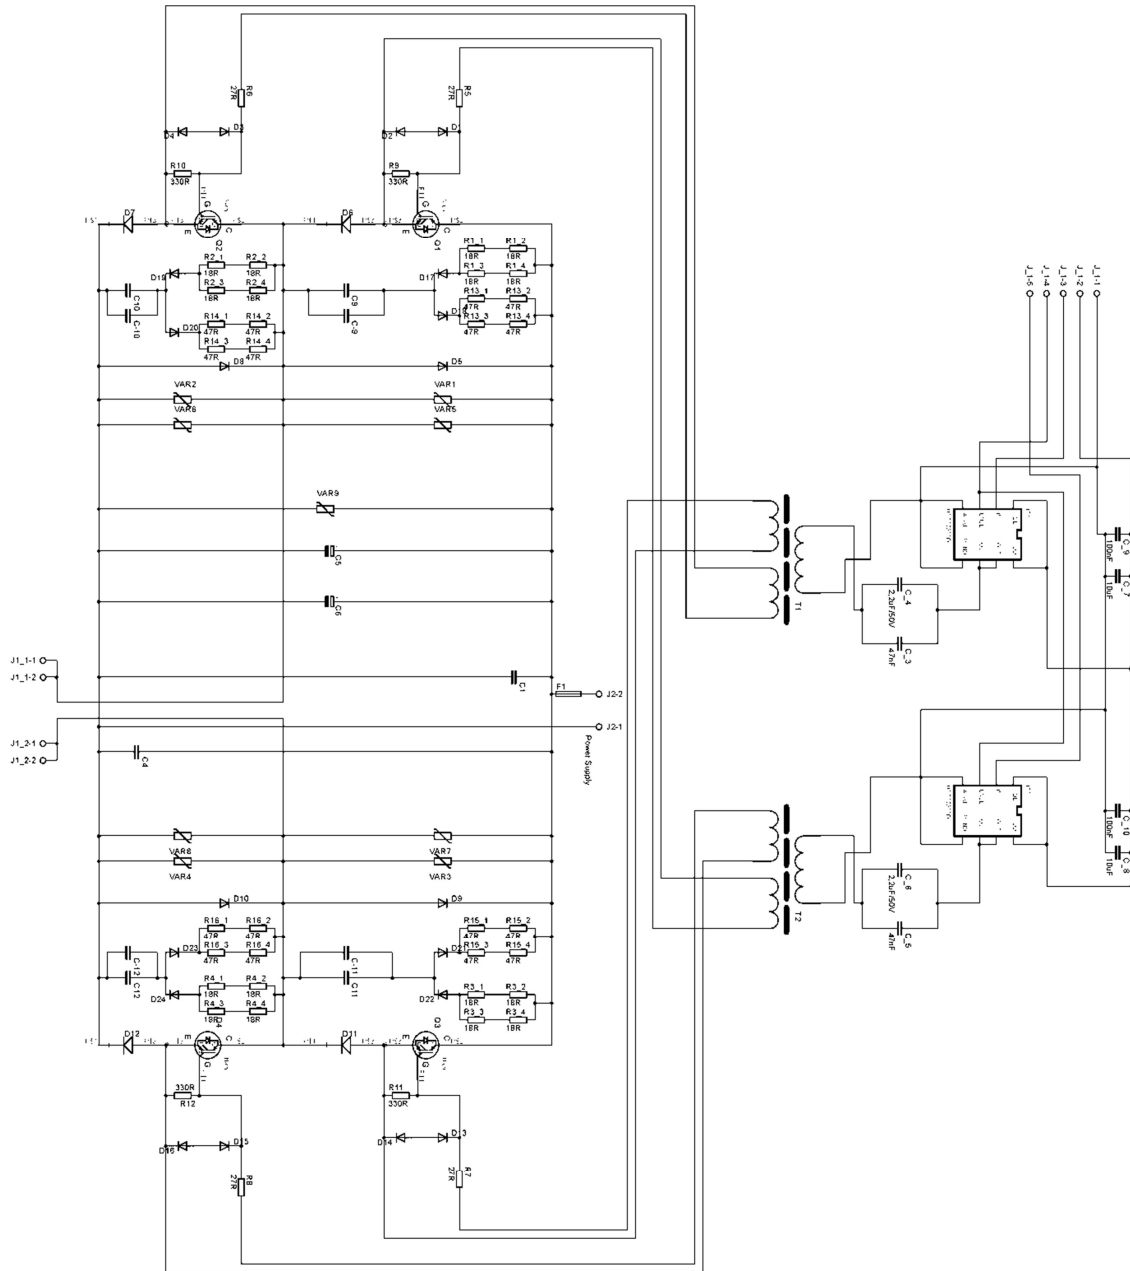 R6
27R
R5
27R
D4
D3
D2
D1
R10
330R
R9
330R
G
G
D7
E
C
D6
E
C
Q2
Q1
R2_1
R2_2
18R
18R
R1_1
R1_2
18R
18R
D19
R2_3
R2_4
18R
18R
D17
R1_3
R1_4
18R
18R
C10
C-10
C9
C-9
R13_1
R13_2
47R
47R
D18
R13_3
R13_4
47R
47R
R14_1
R14_2
47R
47R
D20
R14_3
R14_4
47R
47R
D8
D5
VAR2
VAR1
VAR6
VAR5
VAR9
C5
C6
J1_1-1
J1_1-2
C1
F1
J2-2
J2-1
Power Supply
J1_2-1
J1_2-2
C4
VAR8
VAR7
VAR4
VAR3
D10
D9
R16_1
R16_2
47R
47R
D23
R16_3
R16_4
47R
47R
R15_1
R15_2
47R
47R
D21
R15_3
R15_4
47R
47R
C-12
C12
C-11
C11
R4_1
R4_2
18R
18R
D24
R4_3
R4_4
18R
18R
R3_1
R3_2
18R
18R
D22
R3_3
R3_4
18R
18R
Q4
Q3
D12
E
C
D11
E
C
G
G
330R
R12
R11
330R
D16
D15
D14
D13
R8
27R
R7
27R
J_1-5
J_1-4
J_1-3
J_1-2
J_1-1
T1
C_4
2,2uF/50V
C_3
47nF
C_9
100nF
C_7
10uF
T2
C_6
2,2uF/50V
C_5
47nF
C_10
100nF
C_8
10uF